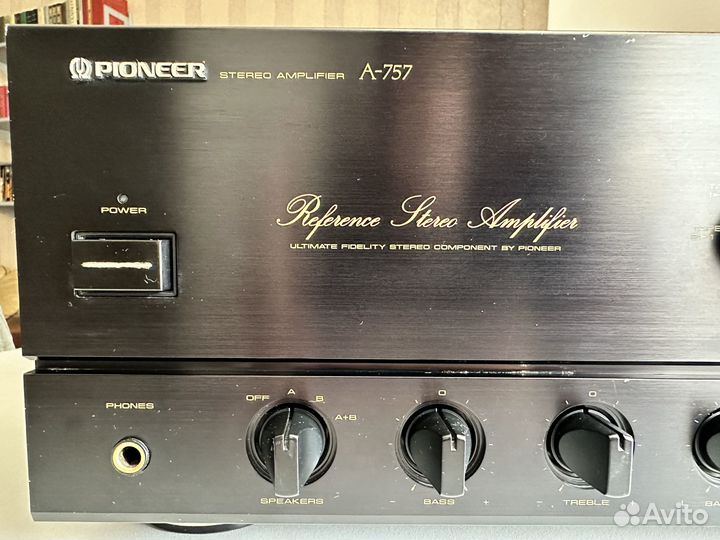 PIONEER STEREO AMPLIFIER A-757
POWER
Reference Stereo Amplifier
ULTIMATE FIDELITY STEREO COMPONENT BY PIONEER
PHONES
OFF A B A+B
0
0
SPEAKERS
- BASS +
- TREBLE +
BA
Avito